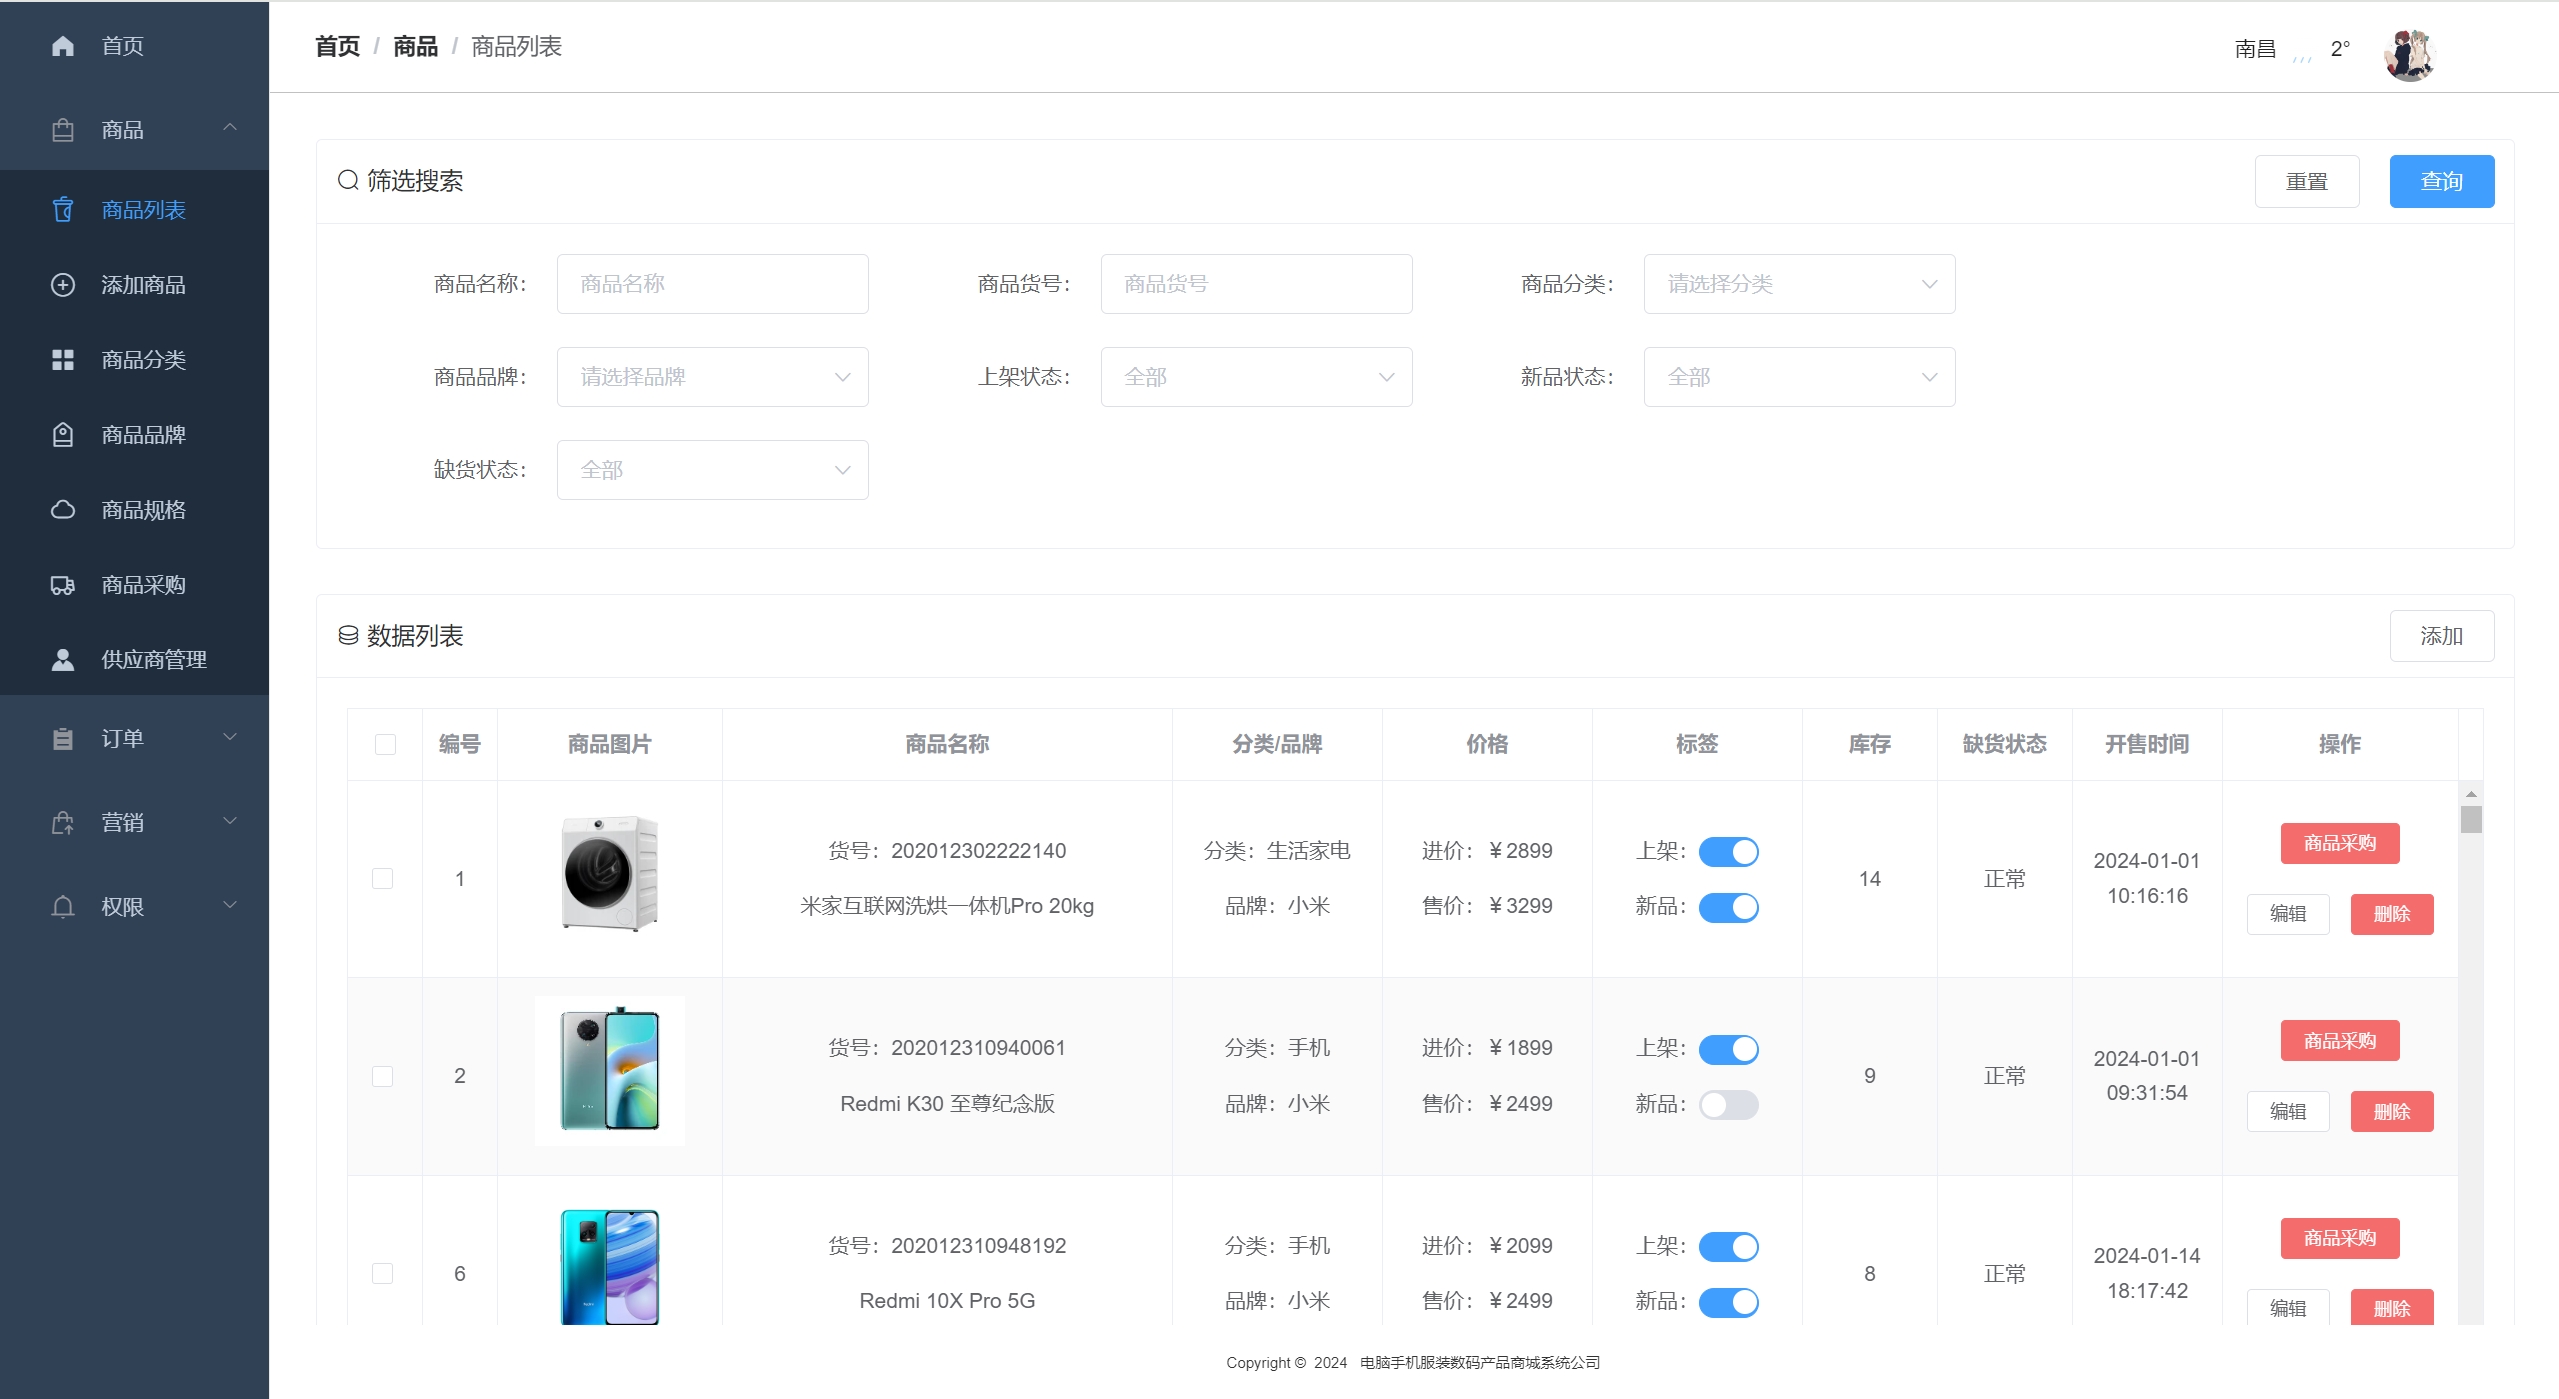 首页
商品
商品列表
添加商品
商品分类
商品品牌
商品规格
商品采购
供应商管理
订单
营销
权限
首页 / 商品 / 商品列表
南昌 2°
筛选搜索
重置 查询
商品名称： 商品名称 商品货号： 商品货号 商品分类： 请选择分类
商品品牌： 请选择品牌 上架状态： 全部 新品状态： 全部
缺货状态： 全部
数据列表
添加
编号 商品图片 商品名称 分类/品牌 价格 标签 库存 缺货状态 开售时间 操作
1
货号：202012302222140
米家互联网洗烘一体机Pro 20kg
分类：生活家电
品牌：小米
进价：￥2899
售价：￥3299
上架：
新品：
14
正常
2024-01-01
10:16:16
商品采购
编辑 删除
2
货号：202012310940061
Redmi K30 至尊纪念版
分类：手机
品牌：小米
进价：￥1899
售价：￥2499
上架：
新品：
9
正常
2024-01-01
09:31:54
商品采购
编辑 删除
6
货号：202012310948192
Redmi 10X Pro 5G
分类：手机
品牌：小米
进价：￥2099
售价：￥2499
上架：
新品：
8
正常
2024-01-14
18:17:42
商品采购
编辑 删除
Copyright © 2024 电脑手机服装数码产品商城系统公司